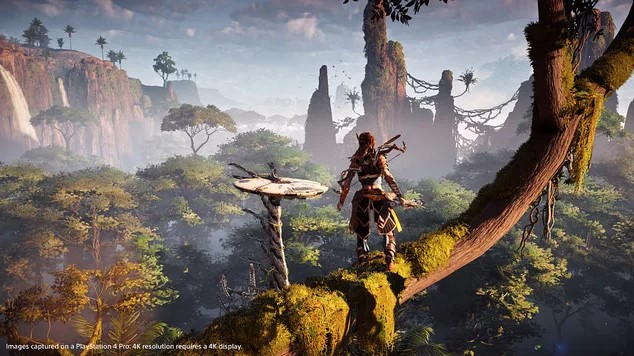 Images captured on a PlayStation 4 Pro; 4K resolution requires a 4K display.